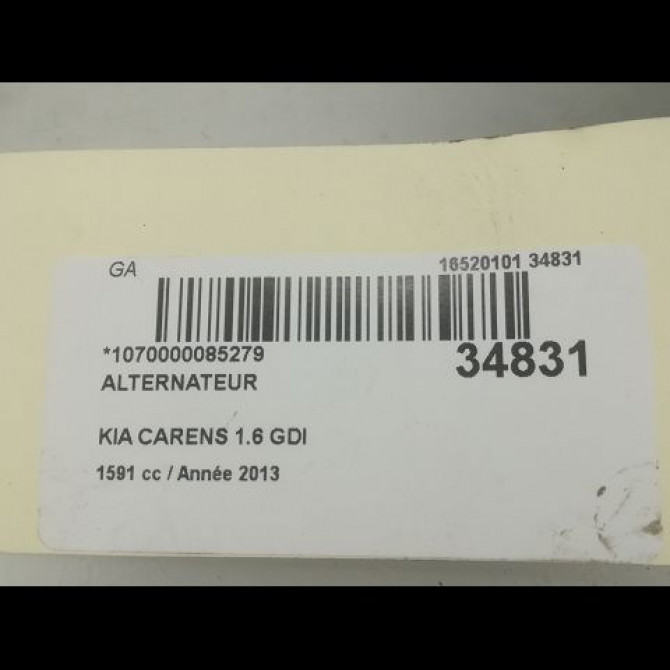 GA
16520101 34831
*1070000085279
34831
ALTERNATEUR
KIA CARENS 1.6 GDI
1591 cc / Année 2013